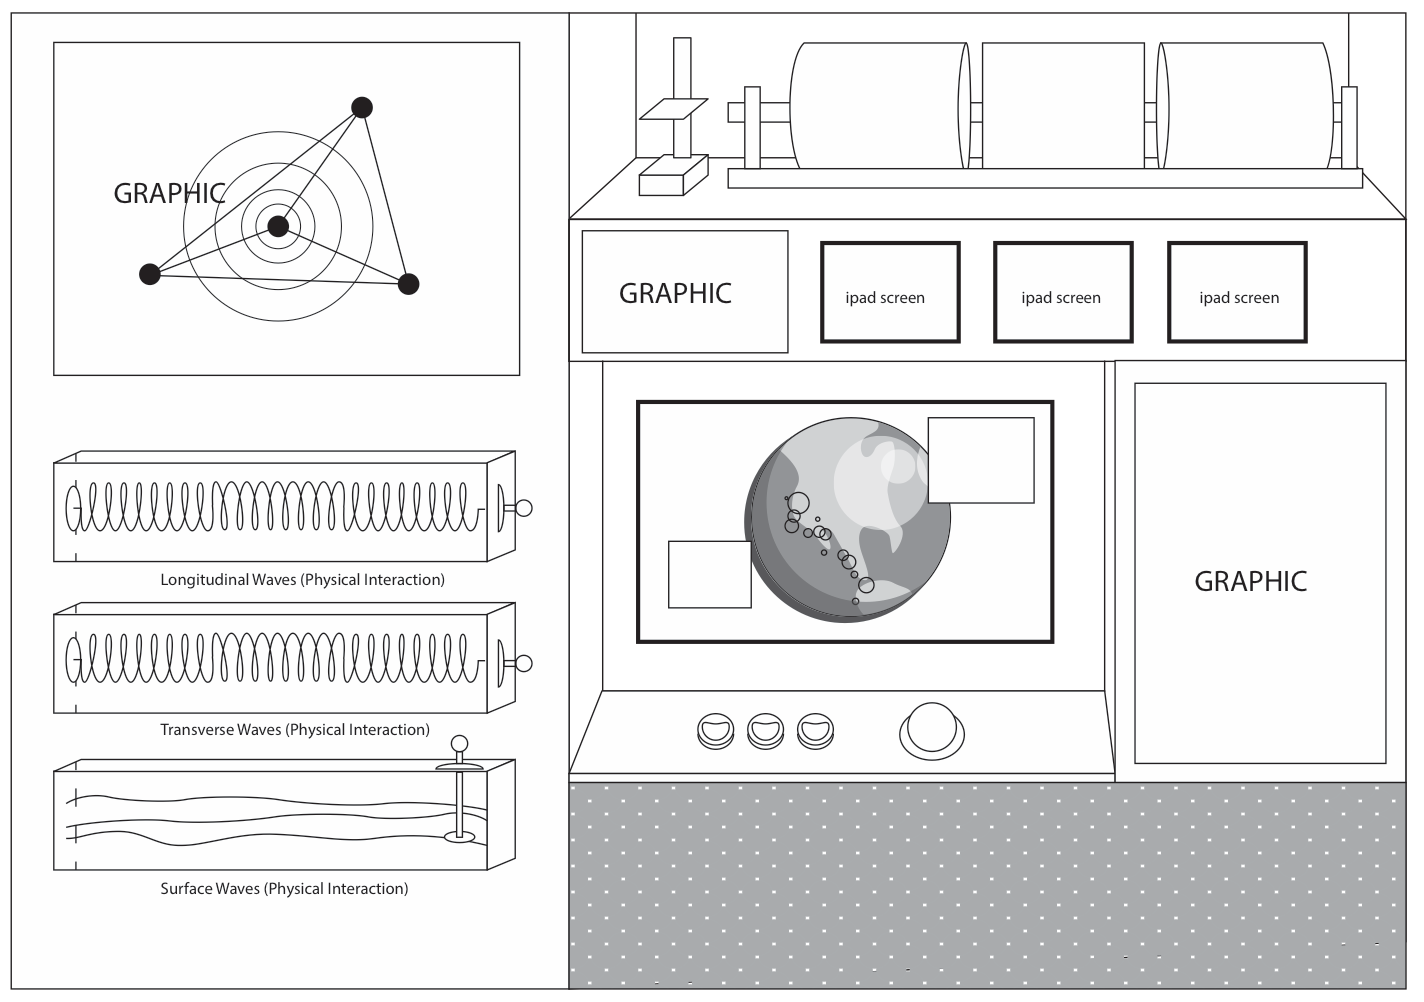 GRAPHIC
Longitudinal Waves (Physical Interaction)
Transverse Waves (Physical Interaction)
Surface Waves (Physical Interaction)
GRAPHIC
ipad screen
ipad screen
ipad screen
GRAPHIC